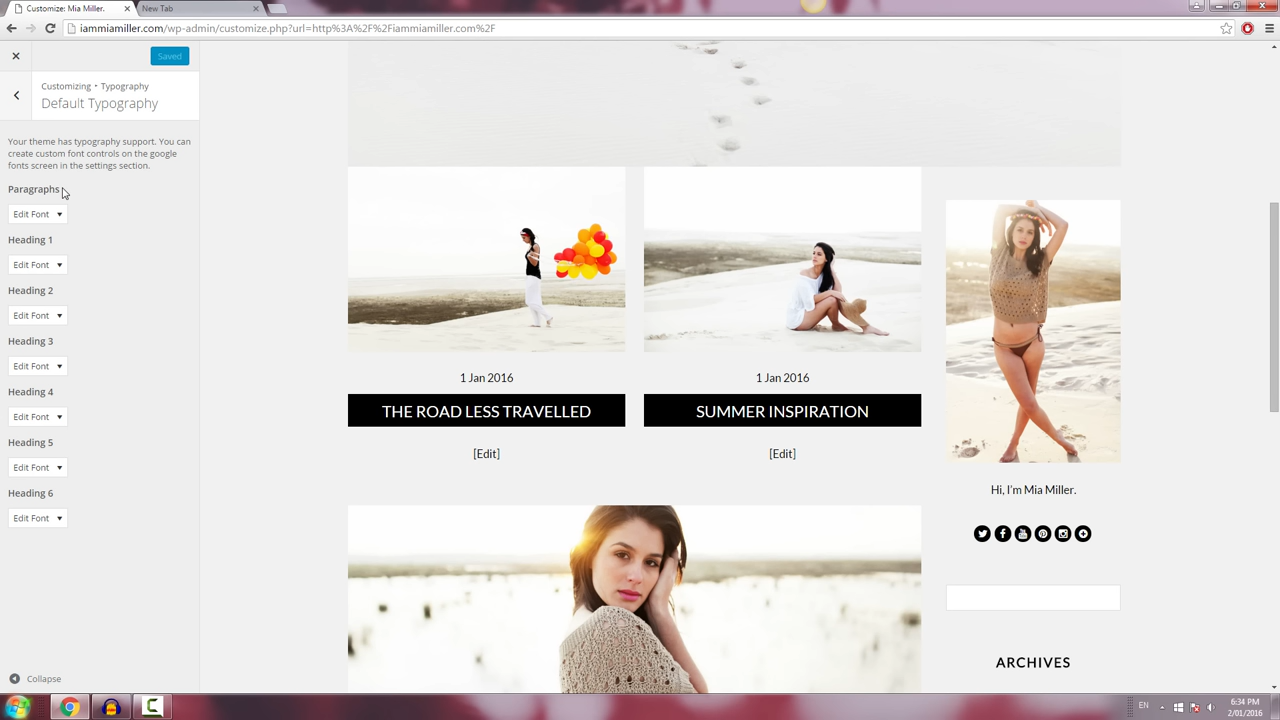 Customize: Mia Miller.
New Tab
iammiamiller.com/wp-admin/customize.php?url=http%3A%2F%2Fiammiamiller.com%2F
Saved
Customizing ‣ Typography
Default Typography
Your theme has typography support. You can
create custom font controls on the google
fonts screen in the settings section.
Paragraphs
Edit Font
Heading 1
Edit Font
Heading 2
Edit Font
Heading 3
Edit Font
Heading 4
Edit Font
Heading 5
Edit Font
Heading 6
Edit Font
Collapse
1 Jan 2016
THE ROAD LESS TRAVELLED
[Edit]
1 Jan 2016
SUMMER INSPIRATION
[Edit]
Hi, I'm Mia Miller.
ARCHIVES
EN
6:34 PM
2/01/2016